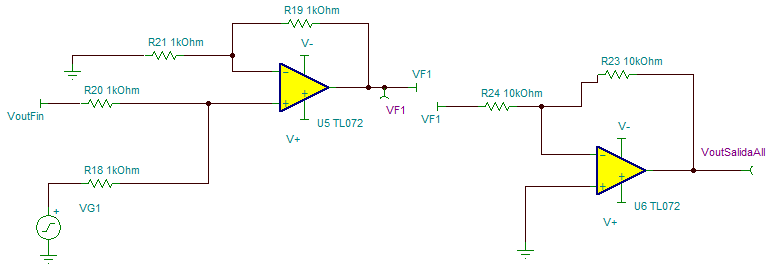 R19 1kOhm
R21 1kOhm
V-
R23 10kOhm
R20 1kOhm
VF1
R24 10kOhm
VoutFin
VF1
VF1
U5 TL072
V-
V+
VoutSalidaAll
R18 1kOhm
VG1
U6 TL072
V+